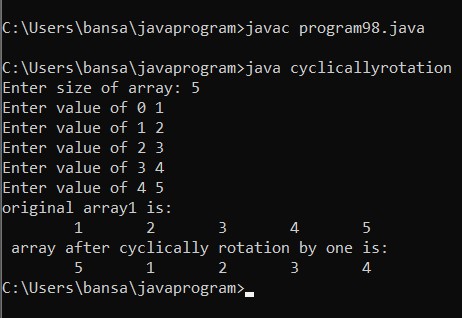 C:\Users\bansa\javaprogram>javac program98.java
C:\Users\bansa\javaprogram>java cyclicallyrotation
Enter size of array: 5
Enter value of 0 1
Enter value of 1 2
Enter value of 2 3
Enter value of 3 4
Enter value of 4 5
original array1 is:
1 2 3 4 5
array after cyclically rotation by one is:
5 1 2 3 4
C:\Users\bansa\javaprogram>